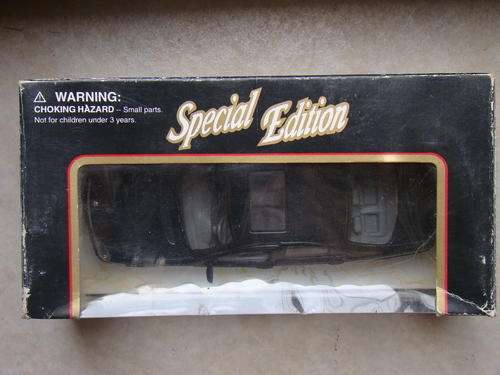 ⚠ WARNING:
CHOKING HAZARD -- Small parts.
Not for children under 3 years.
Special Edition